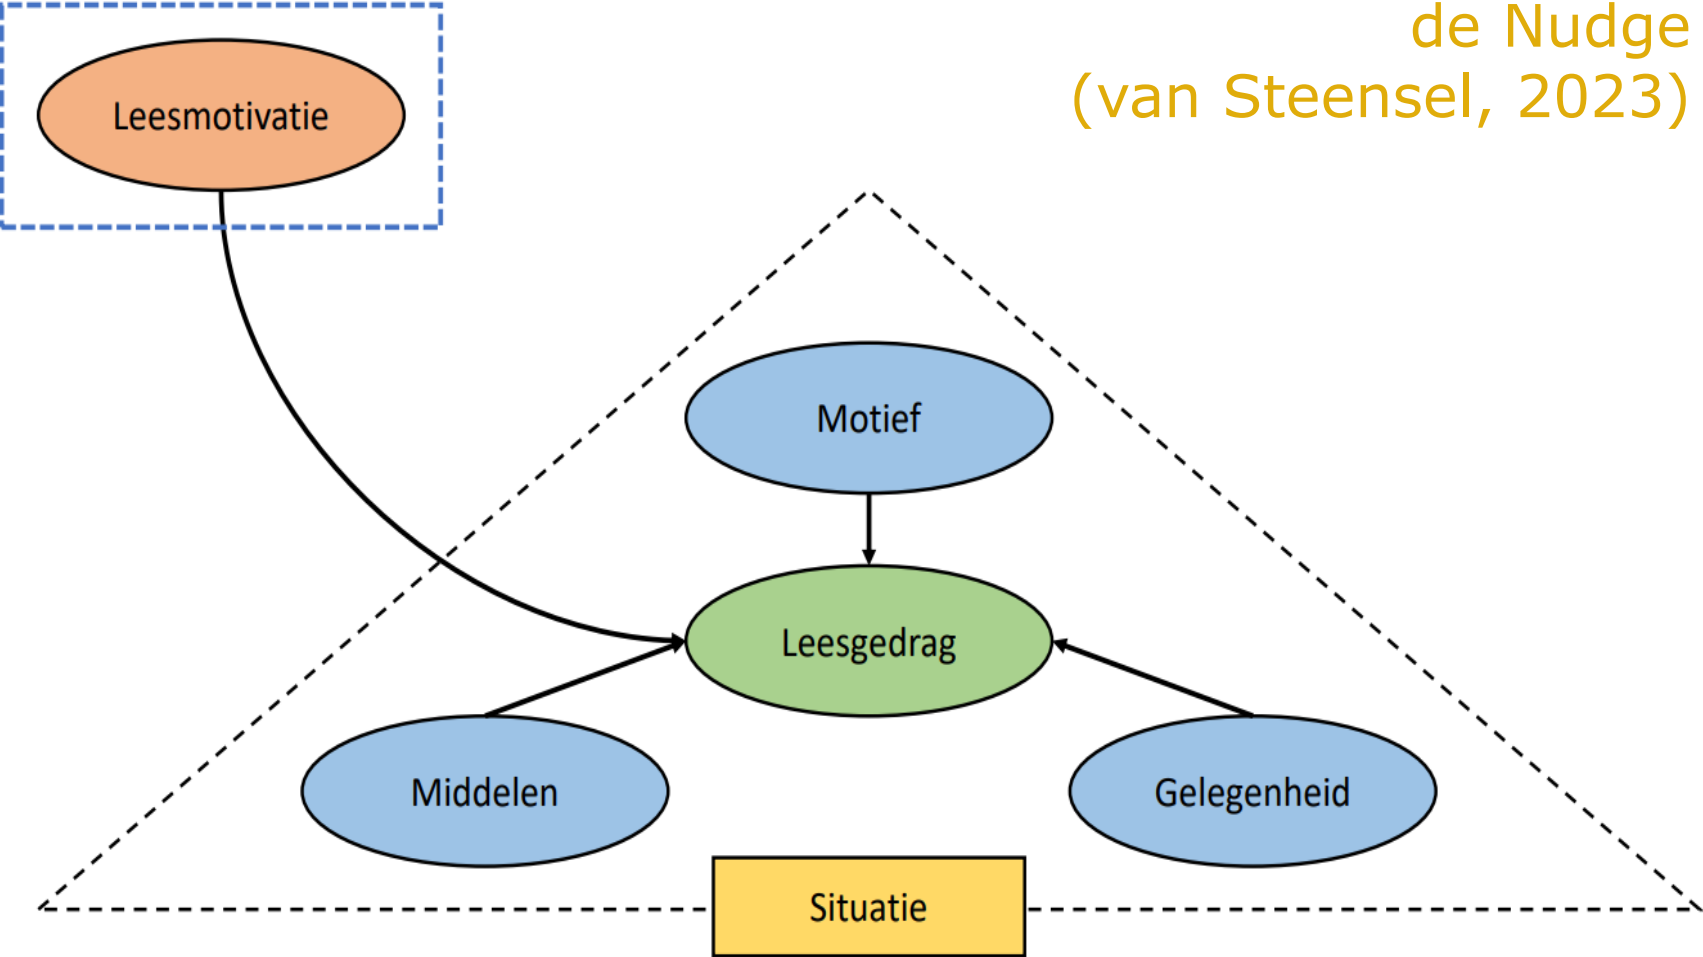 de Nudge
(van Steensel, 2023)
Leesmotivatie
Motief
Leesgedrag
Middelen
Gelegenheid
Situatie